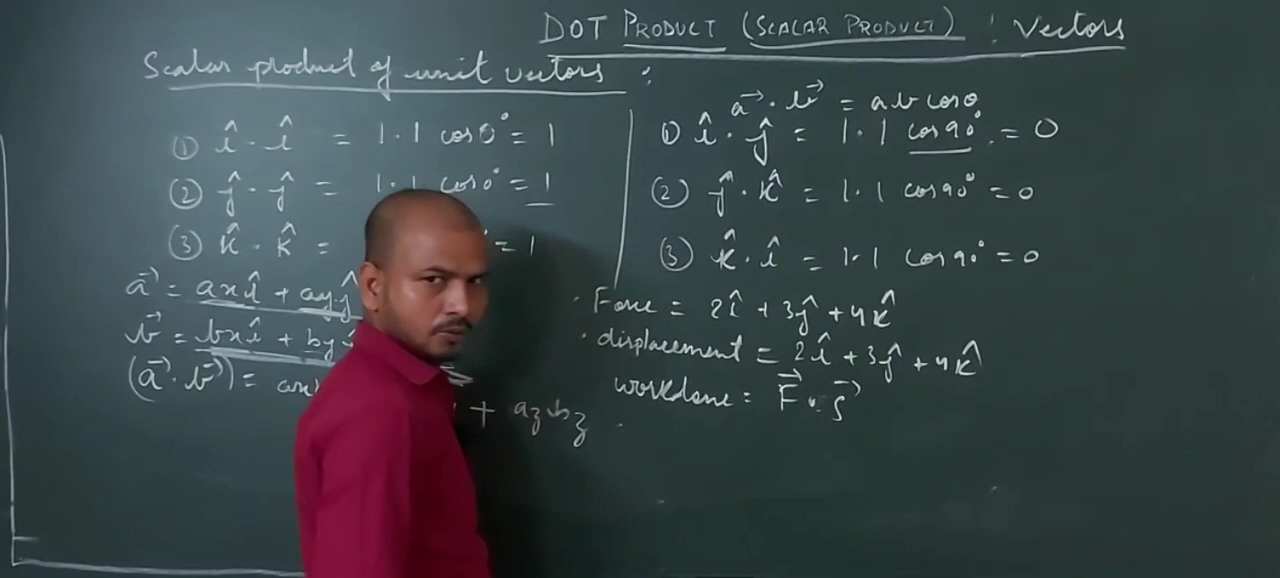 DOT PRODUCT (SCALAR PRODUCT) : Vectors
Scalar product of unit vectors :
① î · î = 1·1 cos0° = 1
② ĵ · ĵ = 1·1 cos0° = 1
③ k̂ · k̂ = ° = 1
a⃗ = axî + ayĵ
b⃗ = bxî + by
(a⃗ · b⃗) = ax
+ azbz
a⃗ · b⃗ = ab cosθ
① î · ĵ = 1·1 cos90° = 0
② ĵ · k̂ = 1·1 cos90° = 0
③ k̂ · î = 1·1 cos90° = 0
· Force = 2î + 3ĵ + 4k̂
· displacement = 2î + 3ĵ + 4k̂
workdone = F⃗ · s⃗